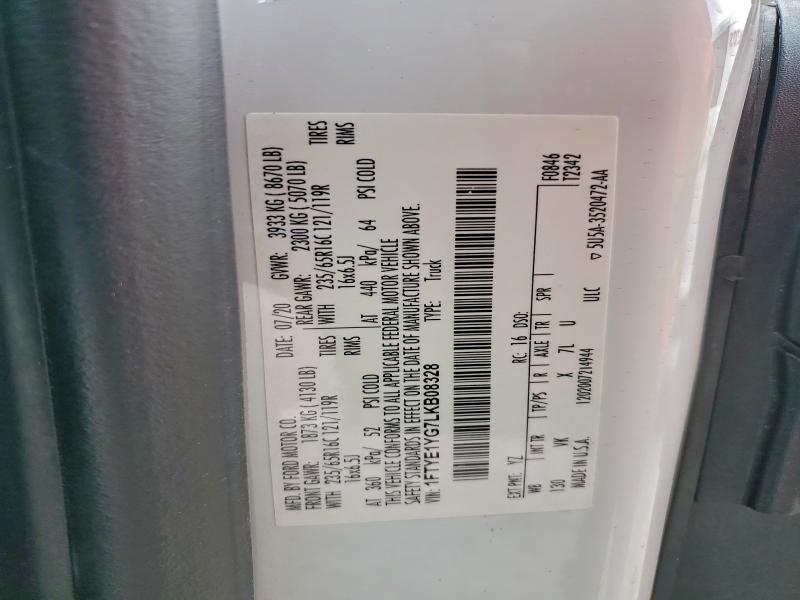 MFD. BY FORD MOTOR CO.
DATE: 07/20 GVWR: 3933 KG ( 8670 LB)
FRONT GAWR: 1873 KG ( 4130 LB) REAR GAWR: 2300 KG ( 5070 LB)
WITH 235/65R16C 121/119R TIRES WITH 235/65R16C 121/119R TIRES
16x6.5J RIMS 16x6.5J RIMS
AT 360 kPa/ 52 PSI COLD AT 440 kPa/ 64 PSI COLD
THIS VEHICLE CONFORMS TO ALL APPLICABLE FEDERAL MOTOR VEHICLE
SAFETY STANDARDS IN EFFECT ON THE DATE OF MANUFACTURE SHOWN ABOVE.
VIN: 1FTYE1YG7LKB08328 TYPE: Truck
F0846
EXT PNT: YZ RC: 16 DSO: T2342
WB INT TR TP/PS R AXLE TR SPR
130 VK X 7L U
ULC ▽ 5U5A-3520472-AA
MADE IN U.S.A. 1202007214944